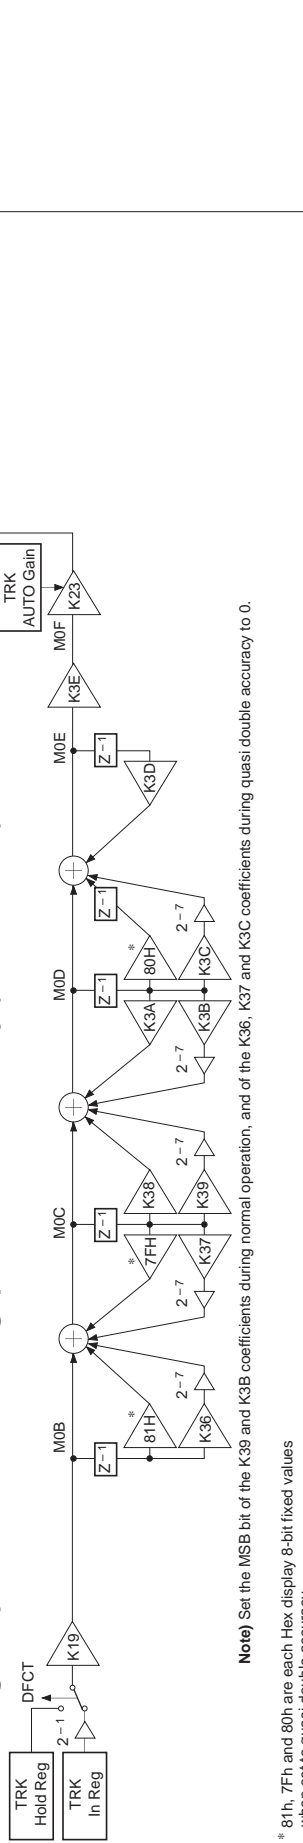 TRK
Hold Reg
TRK
In Reg
DFCT
2 – 1
K19
M0B
Z – 1
81H
*
K36
2 – 7
7FH
*
K37
2 – 7
M0C
Z – 1
K38
K39
2 – 7
K3A
K3B
2 – 7
M0D
Z – 1
80H
*
K3C
2 – 7
Z – 1
M0E
Z – 1
K3D
K3E
M0F
K23
TRK
AUTO Gain
Note) Set the MSB bit of the K39 and K3B coefficients during normal operation, and of the K36, K37 and K3C coefficients during quasi double accuracy to 0.
* 81h, 7Fh and 80h are each Hex display 8-bit fixed values
when set to quasi double accuracy.